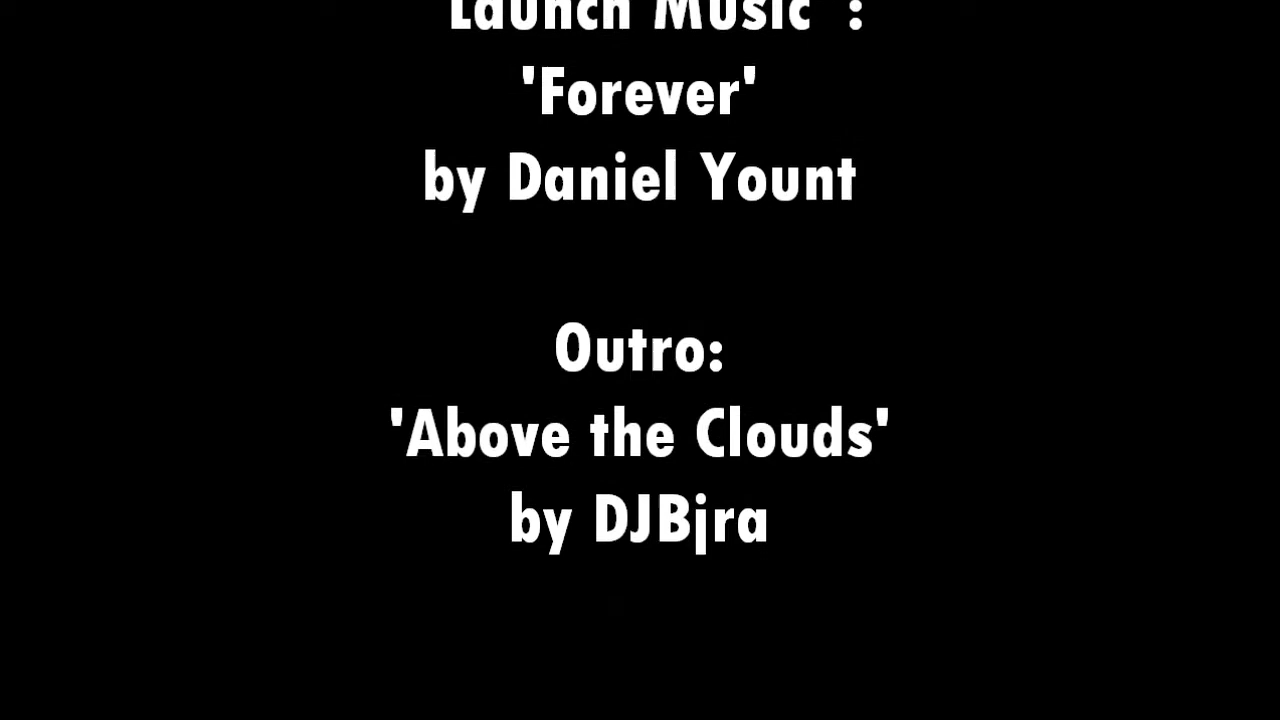 Launch Music :
'Forever'
by Daniel Yount
Outro:
'Above the Clouds'
by DJBjra